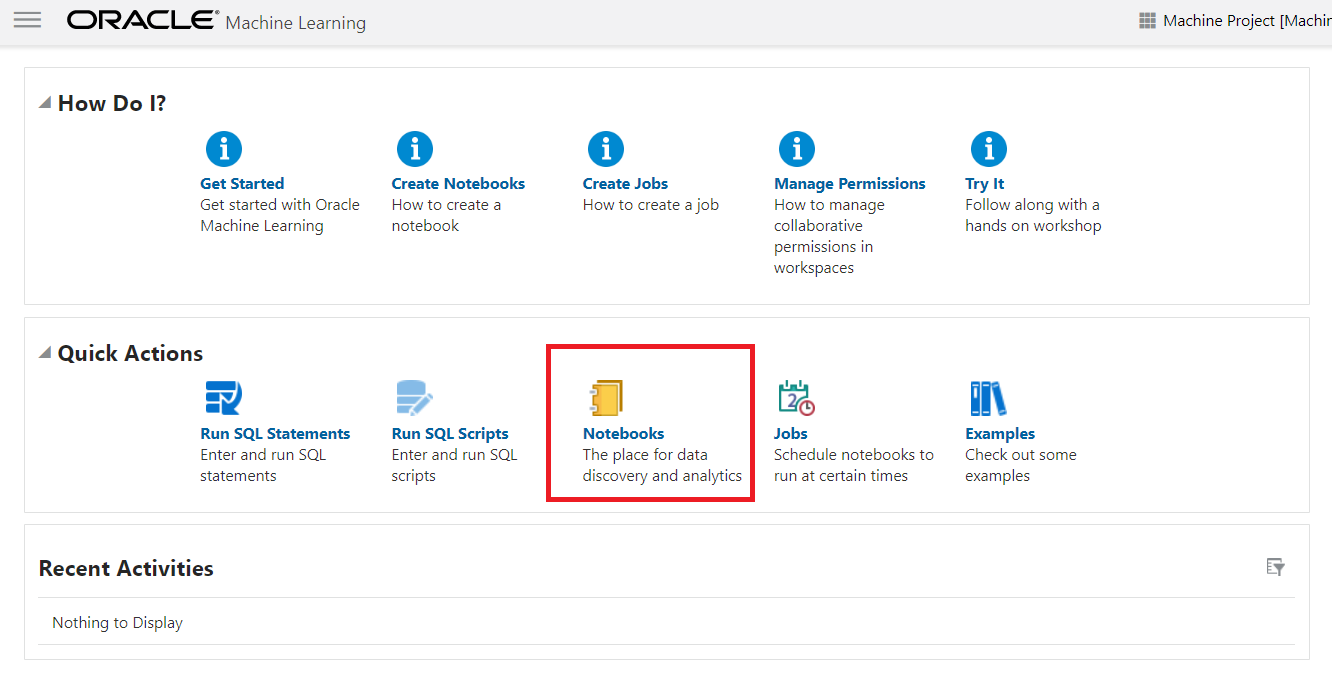 ORACLE® Machine Learning
Machine Project [Machin
How Do I?
Get Started
Get started with Oracle
Machine Learning
Create Notebooks
How to create a
notebook
Create Jobs
How to create a job
Manage Permissions
How to manage
collaborative
permissions in
workspaces
Try It
Follow along with a
hands on workshop
Quick Actions
Run SQL Statements
Enter and run SQL
statements
Run SQL Scripts
Enter and run SQL
scripts
Notebooks
The place for data
discovery and analytics
2
Jobs
Schedule notebooks to
run at certain times
Examples
Check out some
examples
Recent Activities
Nothing to Display